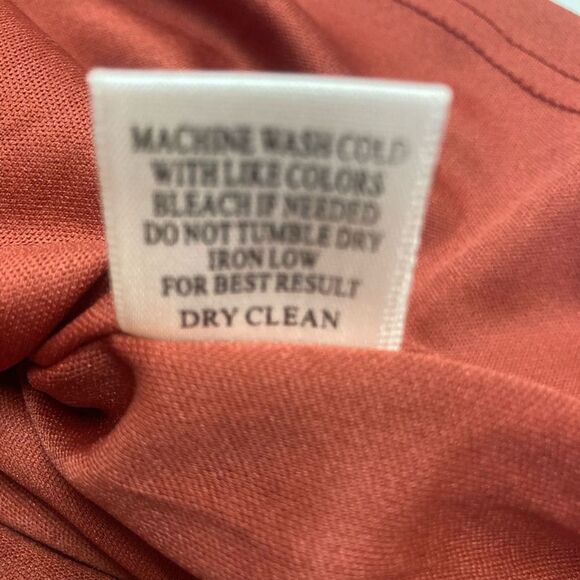 MACHINE WASH COLD
WITH LIKE COLORS
BLEACH IF NEEDED
DO NOT TUMBLE DRY
IRON LOW
FOR BEST RESULT
DRY CLEAN